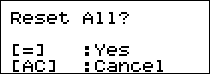 Reset All?
[=] :Yes
[AC] :Cancel